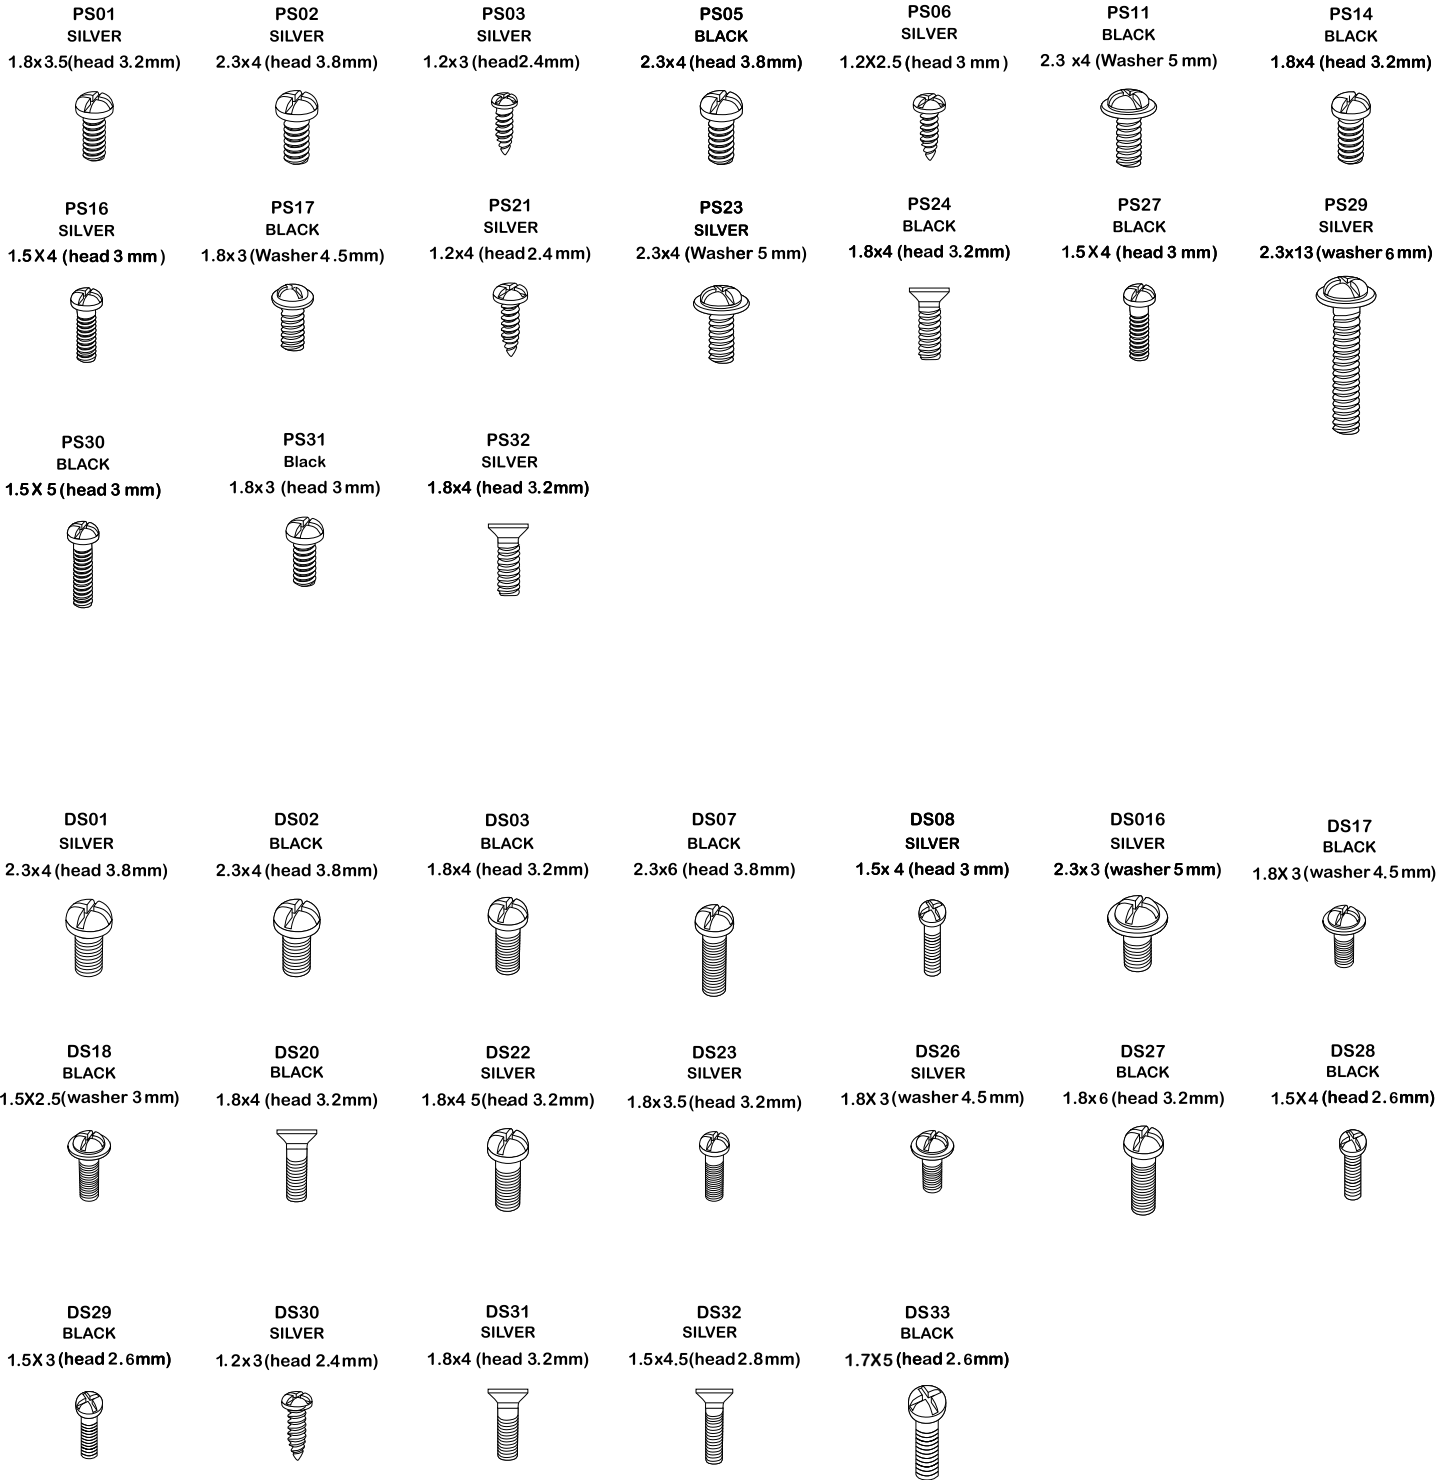 PS01
SILVER
1.8x3.5(head 3.2mm)
PS02
SILVER
2.3x4 (head 3.8mm)
PS03
SILVER
1.2x3 (head2.4mm)
PS05
BLACK
2.3x4 (head 3.8mm)
PS06
SILVER
1.2X2.5 (head 3 mm)
PS11
BLACK
2.3 x4 (Washer 5 mm)
PS14
BLACK
1.8x4 (head 3.2mm)
PS16
SILVER
1.5X4 (head 3 mm)
PS17
BLACK
1.8x3 (Washer 4.5mm)
PS21
SILVER
1.2x4 (head 2.4mm)
PS23
SILVER
2.3x4 (Washer 5 mm)
PS24
BLACK
1.8x4 (head 3.2mm)
PS27
BLACK
1.5X4 (head 3 mm)
PS29
SILVER
2.3x13 (washer 6mm)
PS30
BLACK
1.5X 5 (head 3 mm)
PS31
Black
1.8x3 (head 3mm)
PS32
SILVER
1.8x4 (head 3.2mm)
DS01
SILVER
2.3x4 (head 3.8mm)
DS02
BLACK
2.3x4 (head 3.8mm)
DS03
BLACK
1.8x4 (head 3.2mm)
DS07
BLACK
2.3x6 (head 3.8mm)
DS08
SILVER
1.5x 4 (head 3 mm)
DS016
SILVER
2.3x3 (washer 5mm)
DS17
BLACK
1.8X 3 (washer 4.5mm)
DS18
BLACK
1.5X2.5(washer 3mm)
DS20
BLACK
1.8x4 (head 3.2mm)
DS22
SILVER
1.8x4 5(head 3.2mm)
DS23
SILVER
1.8x3.5(head 3.2mm)
DS26
SILVER
1.8X 3 (washer 4.5mm)
DS27
BLACK
1.8x6 (head 3.2mm)
DS28
BLACK
1.5X4 (head 2.6mm)
DS29
BLACK
1.5X3 (head 2.6mm)
DS30
SILVER
1.2x3(head 2.4mm)
DS31
SILVER
1.8x4 (head 3.2mm)
DS32
SILVER
1.5x4.5(head 2.8mm)
DS33
BLACK
1.7X5 (head 2.6mm)